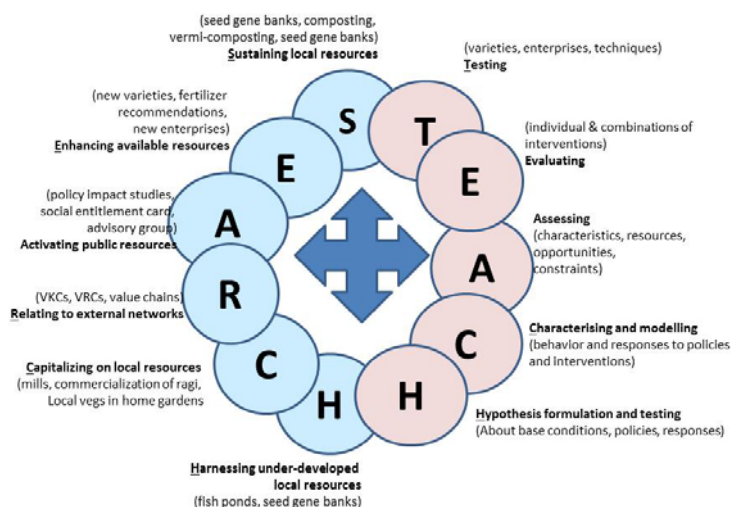 (seed gene banks, composting,
vermi-composting, seed gene banks)
Sustaining local resources
(varieties, enterprises, techniques)
Testing
(new varieties, fertilizer
recommendations,
new enterprises)
Enhancing available resources
(individual & combinations of
interventions)
Evaluating
(policy impact studies,
social entitlement card,
advisory group)
Activating public resources
Assessing
(characteristics, resources,
opportunities,
constraints)
(VKCs, VRCs, value chains)
Relating to external networks
Characterising and modelling
(behavior and responses to policies
and interventions)
Capitalizing on local resources
(mills, commercialization of ragi,
Local vegs in home gardens
Hypothesis formulation and testing
(About base conditions, policies, responses)
Harnessing under-developed
local resources
(fish ponds, seed gene banks)
S
E
A
R
C
H
T
E
A
C
H